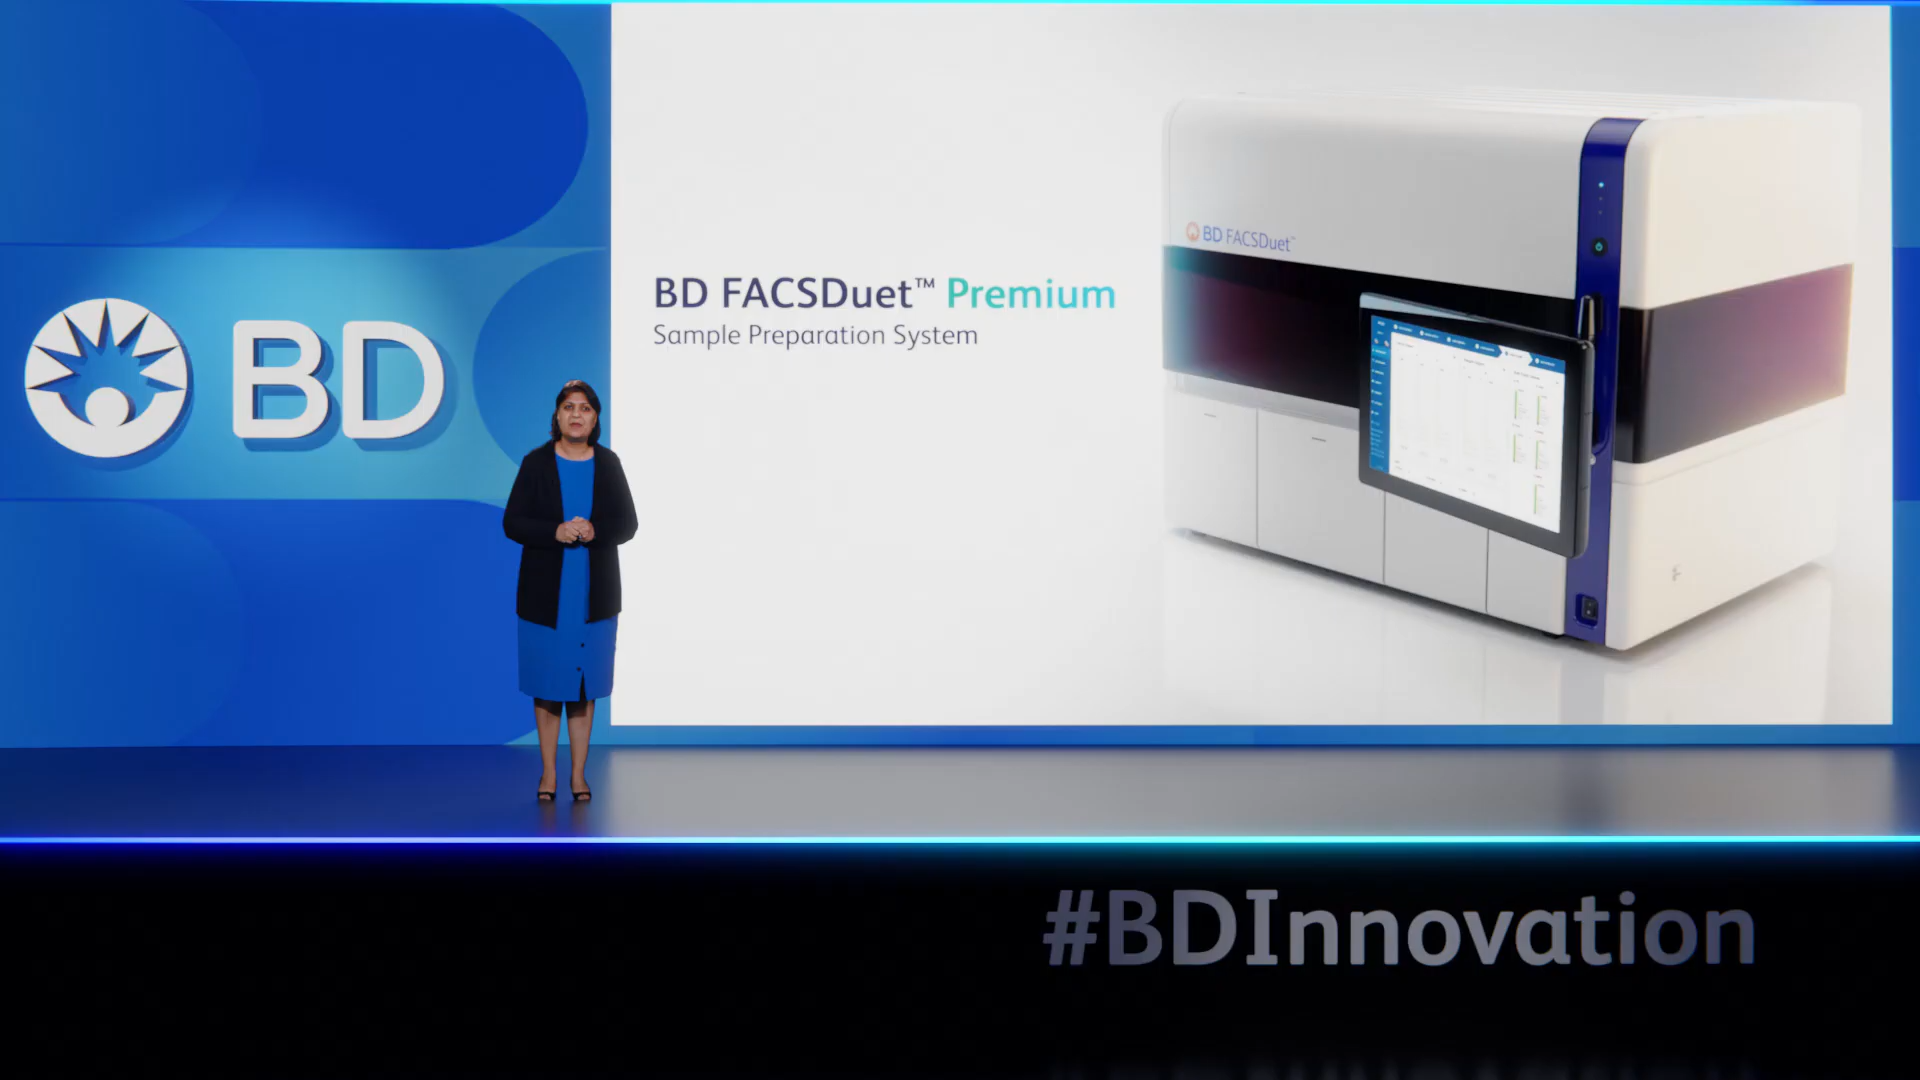 BD
BD FACSDuet™ Premium
Sample Preparation System
BD FACSDuet™
#BDInnovation